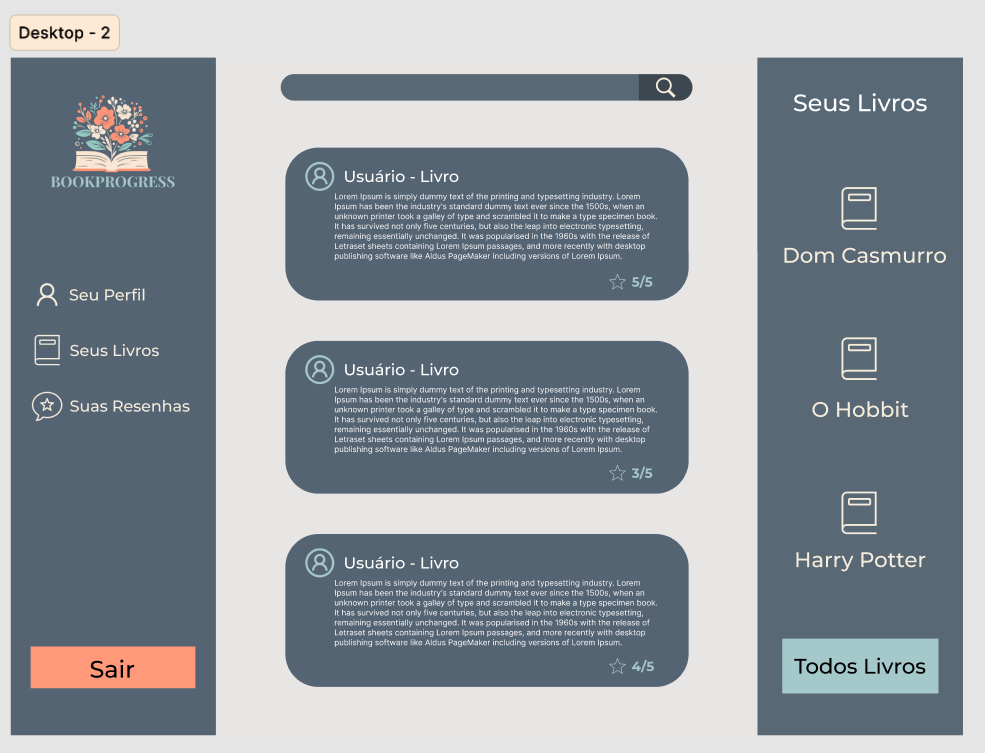 Desktop - 2
BOOKPROGRESS
Seu Perfil
Seus Livros
Suas Resenhas
Sair
Usuário - Livro
Lorem Ipsum is simply dummy text of the printing and typesetting industry. Lorem
Ipsum has been the industry's standard dummy text ever since the 1500s, when an
unknown printer took a galley of type and scrambled it to make a type specimen book.
It has survived not only five centuries, but also the leap into electronic typesetting,
remaining essentially unchanged. It was popularised in the 1960s with the release of
Letraset sheets containing Lorem Ipsum passages, and more recently with desktop
publishing software like Aldus PageMaker including versions of Lorem Ipsum.
5/5
Usuário - Livro
Lorem Ipsum is simply dummy text of the printing and typesetting industry. Lorem
Ipsum has been the industry's standard dummy text ever since the 1500s, when an
unknown printer took a galley of type and scrambled it to make a type specimen book.
It has survived not only five centuries, but also the leap into electronic typesetting,
remaining essentially unchanged. It was popularised in the 1960s with the release of
Letraset sheets containing Lorem Ipsum passages, and more recently with desktop
publishing software like Aldus PageMaker including versions of Lorem Ipsum.
3/5
Usuário - Livro
Lorem Ipsum is simply dummy text of the printing and typesetting industry. Lorem
Ipsum has been the industry's standard dummy text ever since the 1500s, when an
unknown printer took a galley of type and scrambled it to make a type specimen book.
It has survived not only five centuries, but also the leap into electronic typesetting,
remaining essentially unchanged. It was popularised in the 1960s with the release of
Letraset sheets containing Lorem Ipsum passages, and more recently with desktop
publishing software like Aldus PageMaker including versions of Lorem Ipsum.
4/5
Seus Livros
Dom Casmurro
O Hobbit
Harry Potter
Todos Livros